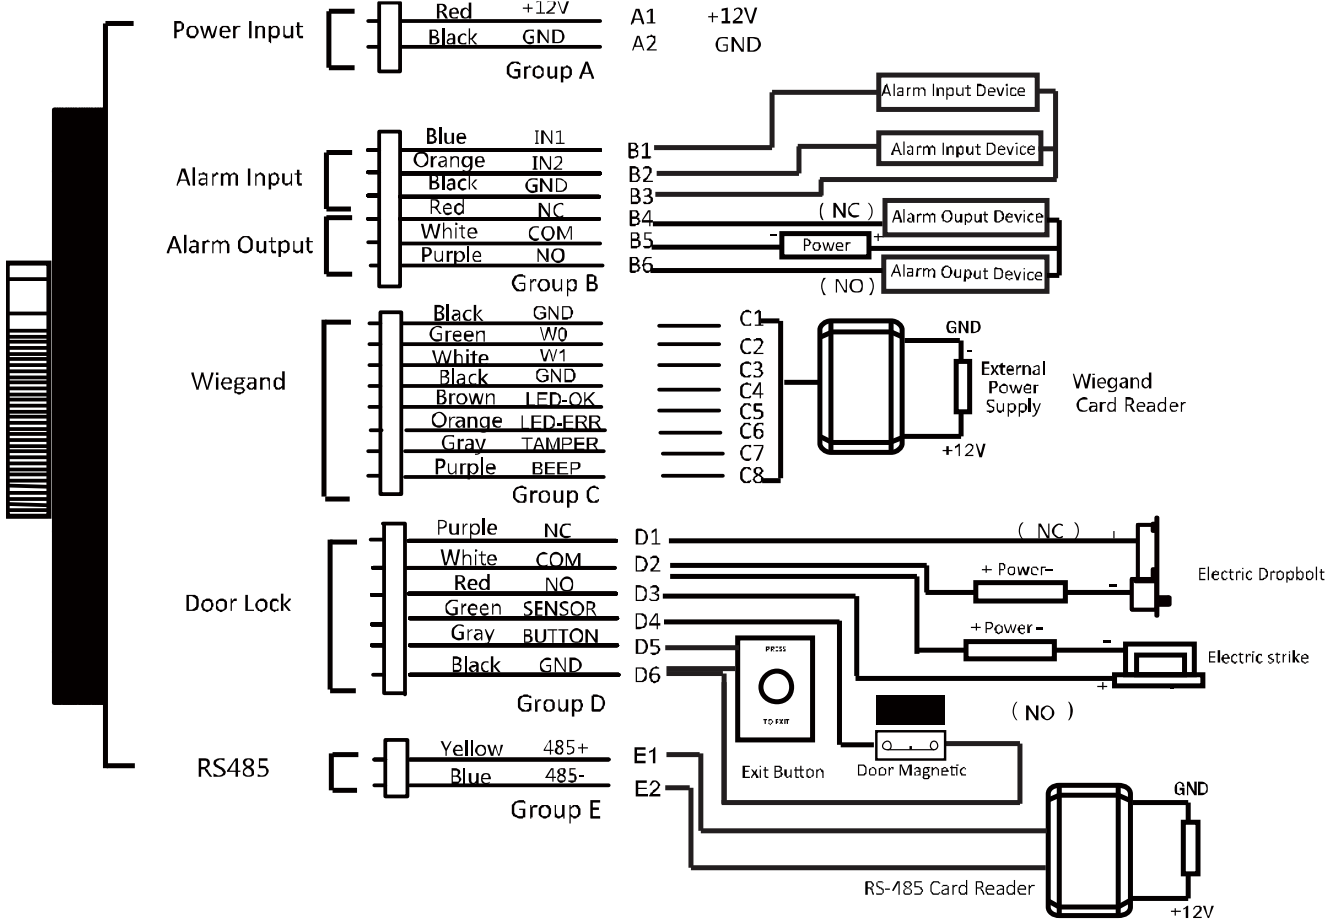 Power Input
Red +12V A1 +12V
Black GND A2 GND
Group A
Alarm Input Device
Blue IN1 B1
Alarm Input Device
Orange IN2 B2
Alarm Input
Black GND B3
Red NC B4 ( NC ) Alarm Ouput Device
Alarm Output
White COM B5 - Power +
Purple NO B6 ( NO ) Alarm Ouput Device
Group B
Wiegand
Black GND C1
Green W0 C2
White W1 C3
Black GND C4
Brown LED-OK C5
Orange LED-ERR C6
Gray TAMPER C7
Purple BEEP C8
Group C
GND
-
External
Power
Supply
+12V
Wiegand
Card Reader
Door Lock
Purple NC D1 ( NC ) +
White COM D2
+ Power - -
Electric Dropbolt
Red NO D3
Green SENSOR D4
Gray BUTTON D5
+ Power - -
Electric strike
+
Black GND D6
Group D
( NO )
PRESS
TO EXIT
Exit Button
Door Magnetic
RS485
Yellow 485+ E1
Blue 485- E2
Group E
GND
RS-485 Card Reader
+12V